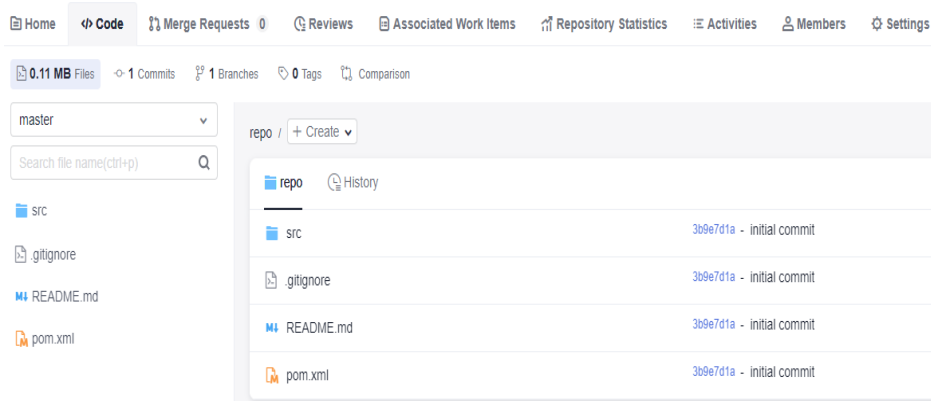 Home Code Merge Requests 0 Reviews Associated Work Items Repository Statistics Activities Members Settings
0.11 MB Files 1 Commits 1 Branches 0 Tags Comparison
master
repo / + Create
Search file name(ctrl+p)
repo History
src
src 3b9e7d1a - initial commit
.gitignore
.gitignore 3b9e7d1a - initial commit
README.md
README.md 3b9e7d1a - initial commit
pom.xml
pom.xml 3b9e7d1a - initial commit